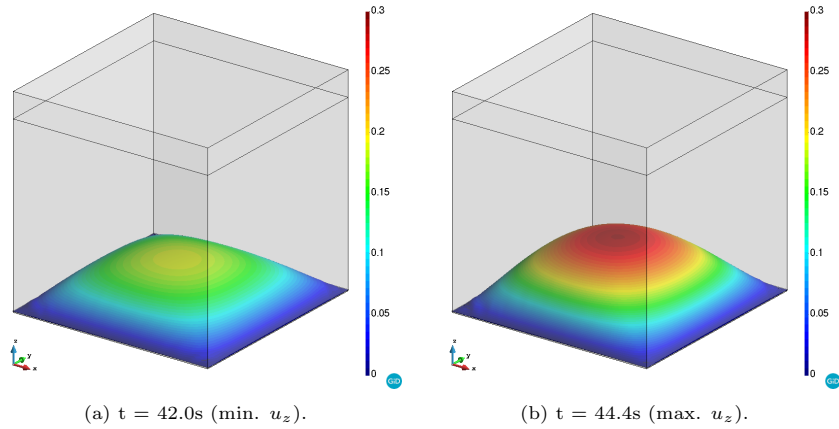 0.3
0.25
0.2
0.15
0.1
0.05
0
z
y
x
GiD
(a) t = 42.0s (min. u_z).
0.3
0.25
0.2
0.15
0.1
0.05
0
z
y
x
GiD
(b) t = 44.4s (max. u_z).